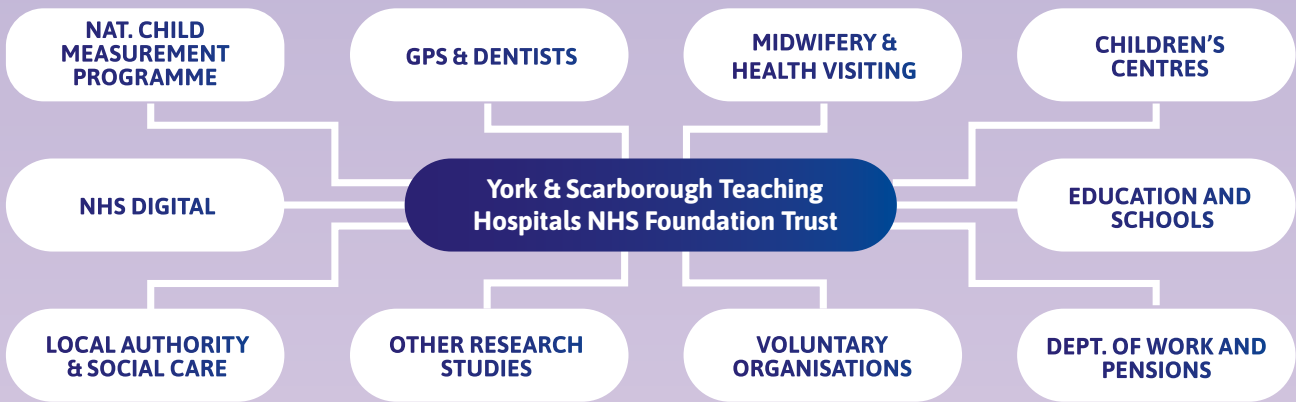 NAT. CHILD
MEASUREMENT
PROGRAMME
GPS & DENTISTS
MIDWIFERY &
HEALTH VISITING
CHILDREN'S
CENTRES
NHS DIGITAL
York & Scarborough Teaching
Hospitals NHS Foundation Trust
EDUCATION AND
SCHOOLS
LOCAL AUTHORITY
& SOCIAL CARE
OTHER RESEARCH
STUDIES
VOLUNTARY
ORGANISATIONS
DEPT. OF WORK AND
PENSIONS